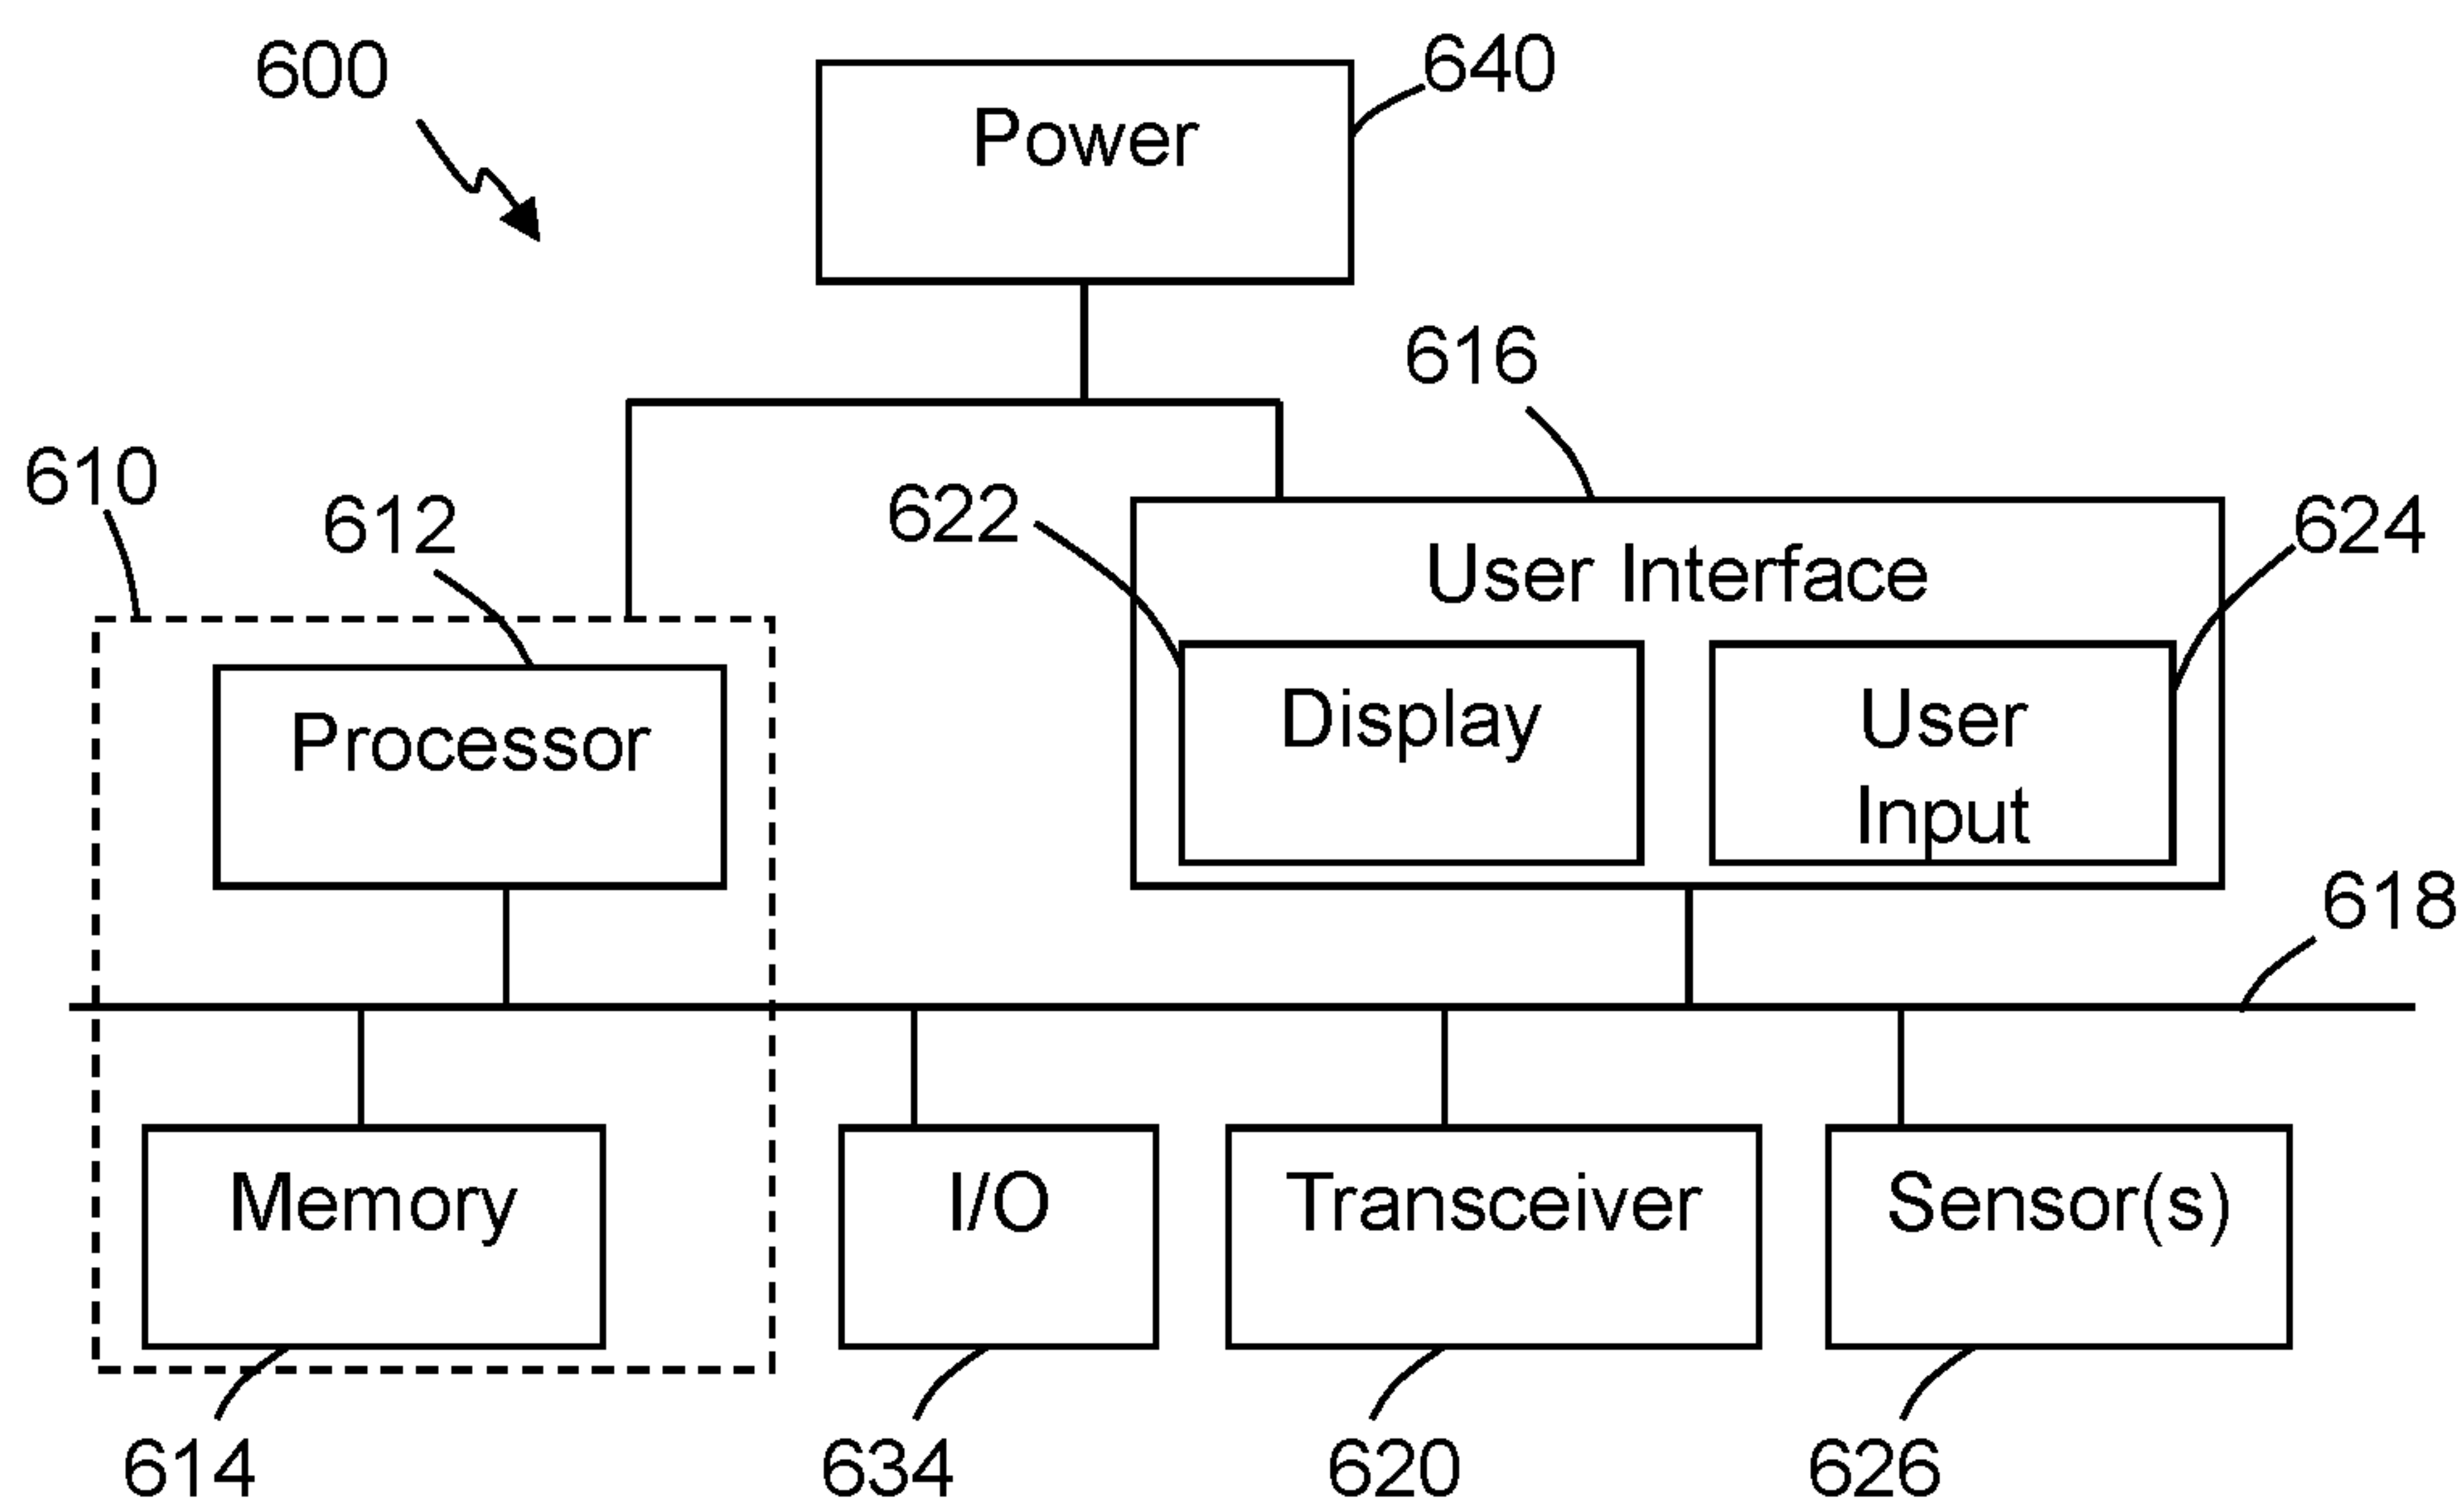 600
640
Power
616
610
612
622
624
User Interface
Processor
Display
User
Input
618
Memory
I/O
Transceiver
Sensor(s)
614
634
620
626